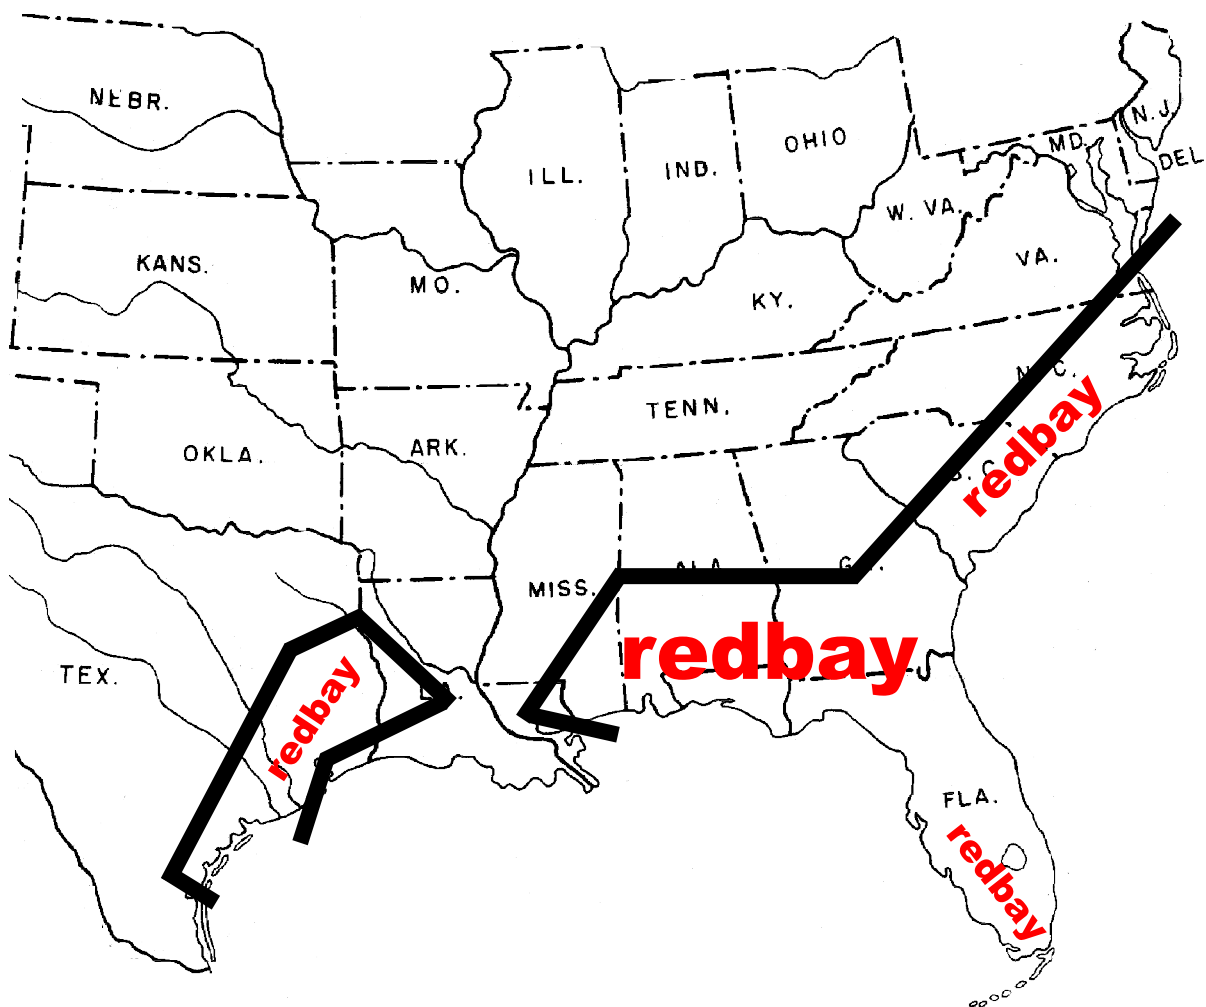 NEBR.
N. J.
OHIO
MD.
DEL
ILL.
IND.
W. VA.
KANS.
MO.
VA.
KY.
TENN.
redbay
OKLA.
ARK.
MISS.
redbay
TEX.
redbay
FLA.
redbay